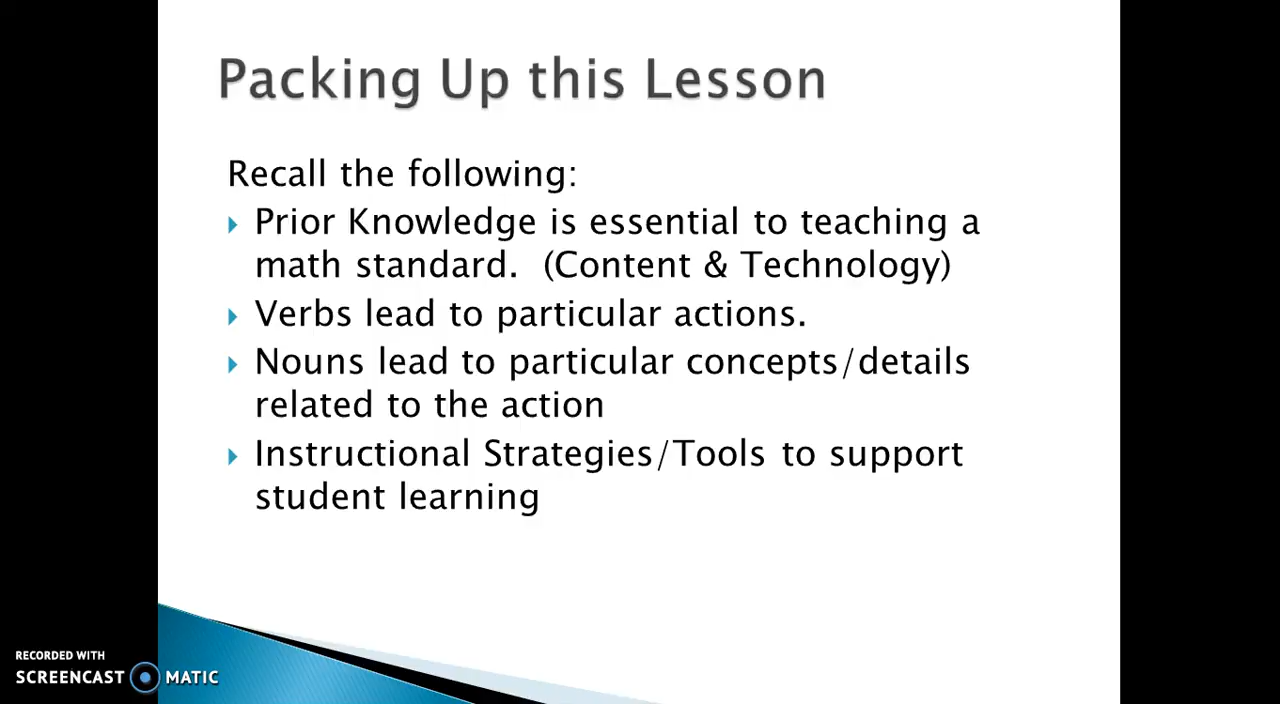 Packing Up this Lesson
Recall the following:
Prior Knowledge is essential to teaching a
math standard.  (Content & Technology)
Verbs lead to particular actions.
Nouns lead to particular concepts/details
related to the action
Instructional Strategies/Tools to support
student learning
RECORDED WITH
SCREENCAST MATIC